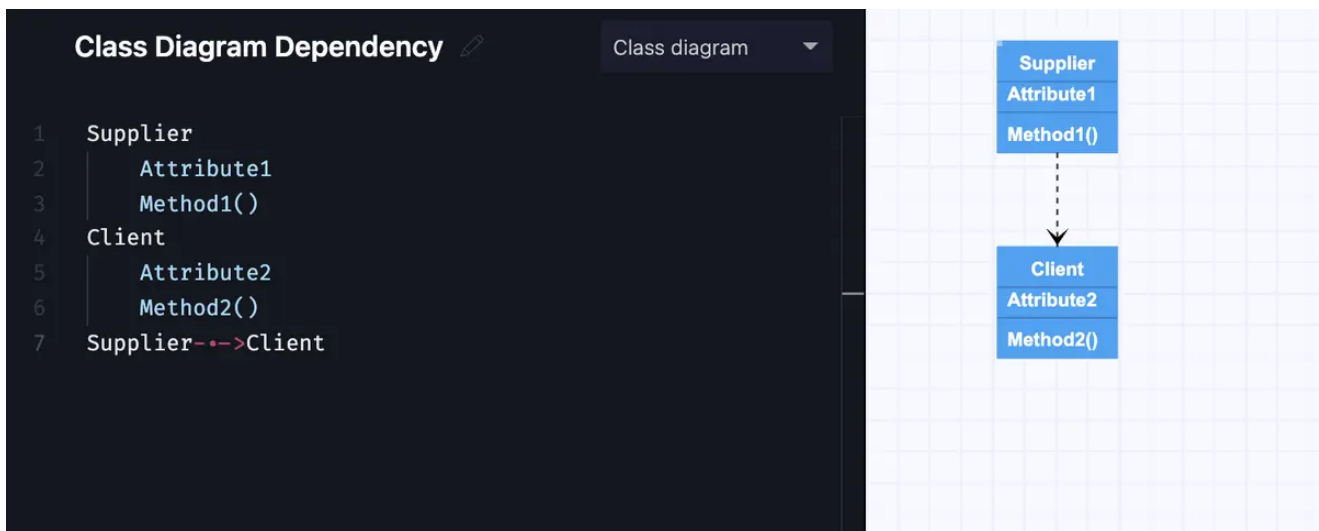 Class Diagram Dependency
Class diagram
1 Supplier
2 Attribute1
3 Method1()
4 Client
5 Attribute2
6 Method2()
7 Supplier-•->Client
Supplier
Attribute1
Method1()
Client
Attribute2
Method2()